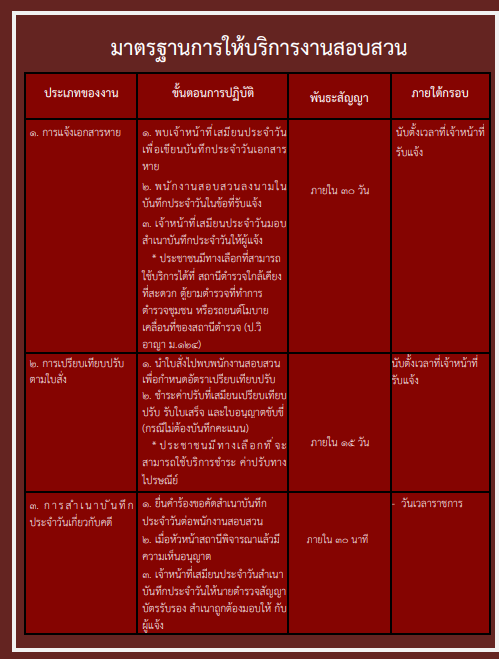 มาตรฐานการให้บริการงานสอบสวน
ประเภทของงาน
ขั้นตอนการปฏิบัติ
พันธะสัญญา
ภายใต้กรอบ
๑. การแจ้งเอกสารหาย
๑. พบเจ้าหน้าที่เสมียนประจำวัน
เพื่อเขียนบันทึกประจำวันเอกสาร
หาย
๒. พนักงานสอบสวนลงนามใน
บันทึกประจำวันในข้อที่รับแจ้ง
๓. เจ้าหน้าที่เสมียนประจำวันมอบ
สำเนาบันทึกประจำวันให้ผู้แจ้ง
* ประชาชนมีทางเลือกที่สามารถ
ใช้บริการได้ที่ สถานีตำรวจใกล้เคียง
ที่สะดวก ตู้ยามตำรวจที่ทำการ
ตำรวจชุมชน หรือรถยนต์โมบาย
เคลื่อนที่ของสถานีตำรวจ (ป.วิ
อาญา ม.๑๒๔)
ภายใน ๓๐ วัน
นับตั้งเวลาที่เจ้าหน้าที่
รับแจ้ง
๒. การเปรียบเทียบปรับ
ตามใบสั่ง
๑. นำใบสั่งไปพบพนักงานสอบสวน
เพื่อกำหนดอัตราเปรียบเทียบปรับ
๒. ชำระค่าปรับที่เสมียนเปรียบเทียบ
ปรับ รับใบเสร็จ และใบอนุญาตขับขี่
(กรณีไม่ต้องบันทึกคะแนน)
* ประชาชนมีทางเลือกที่จะ
สามารถใช้บริการชำระ ค่าปรับทาง
ไปรษณีย์
ภายใน ๑๕ วัน
นับตั้งเวลาที่เจ้าหน้าที่
รับแจ้ง
๓. การสำเนาบันทึก
ประจำวันเกี่ยวกับคดี
๑. ยื่นคำร้องขอคัดสำเนาบันทึก
ประจำวันต่อพนักงานสอบสวน
๒. เมื่อหัวหน้าสถานีพิจารณาแล้วมี
ความเห็นอนุญาต
๓. เจ้าหน้าที่เสมียนประจำวันสำเนา
บันทึกประจำวันให้นายตำรวจสัญญา
บัตรรับรอง สำเนาถูกต้องมอบให้ กับ
ผู้แจ้ง
ภายใน ๓๐ นาที
- วันเวลาราชการ